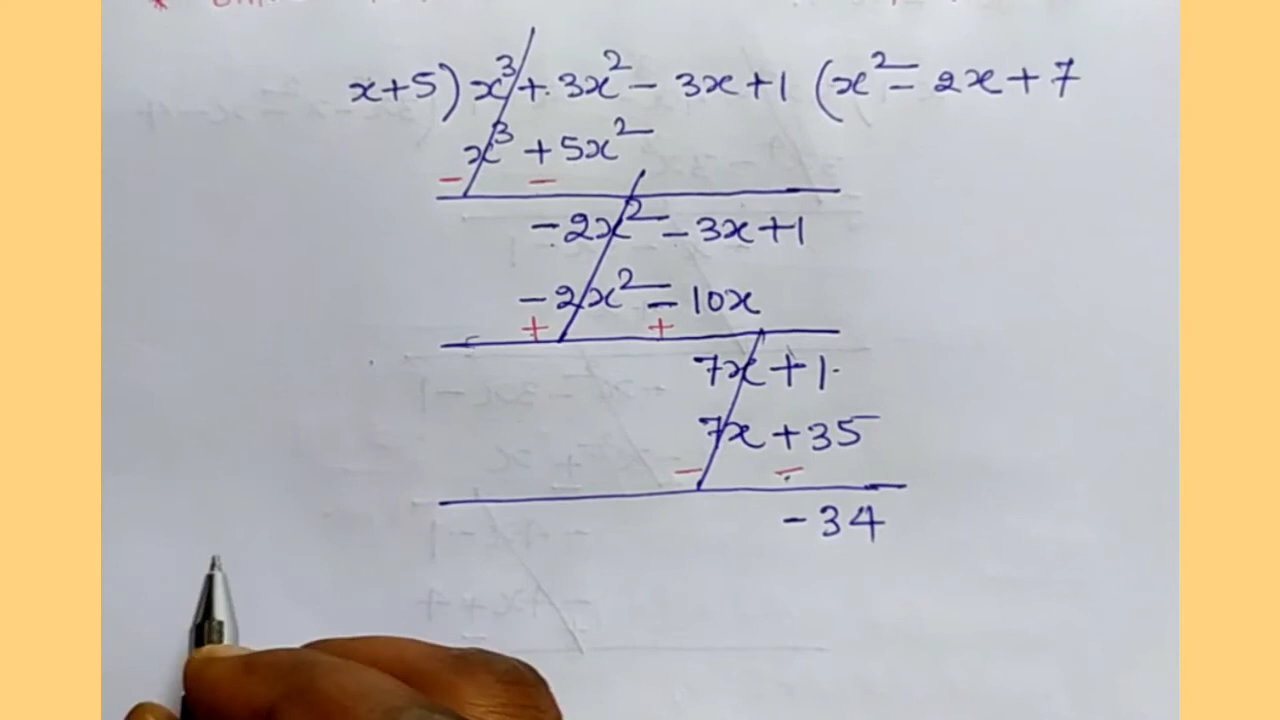 x+5) x³ + 3x² - 3x + 1 (x² - 2x + 7
x³ + 5x²
- -
-2x² - 3x + 1
-2x² - 10x
+ +
7x + 1
7x + 35
- -
-34